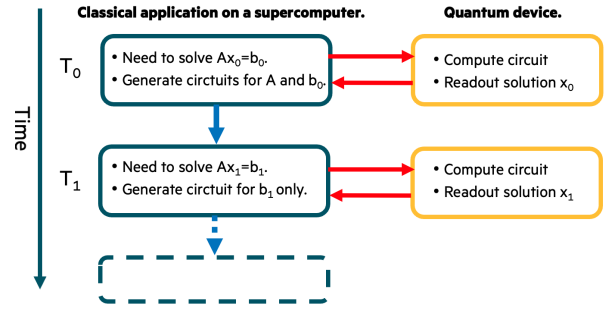 Classical application on a supercomputer.
Quantum device.
Time
T₀
• Need to solve Ax₀=b₀.
• Generate circtuits for A and b₀.
• Compute circuit
• Readout solution x₀
T₁
• Need to solve Ax₁=b₁.
• Generate circtuit for b₁ only.
• Compute circuit
• Readout solution x₁